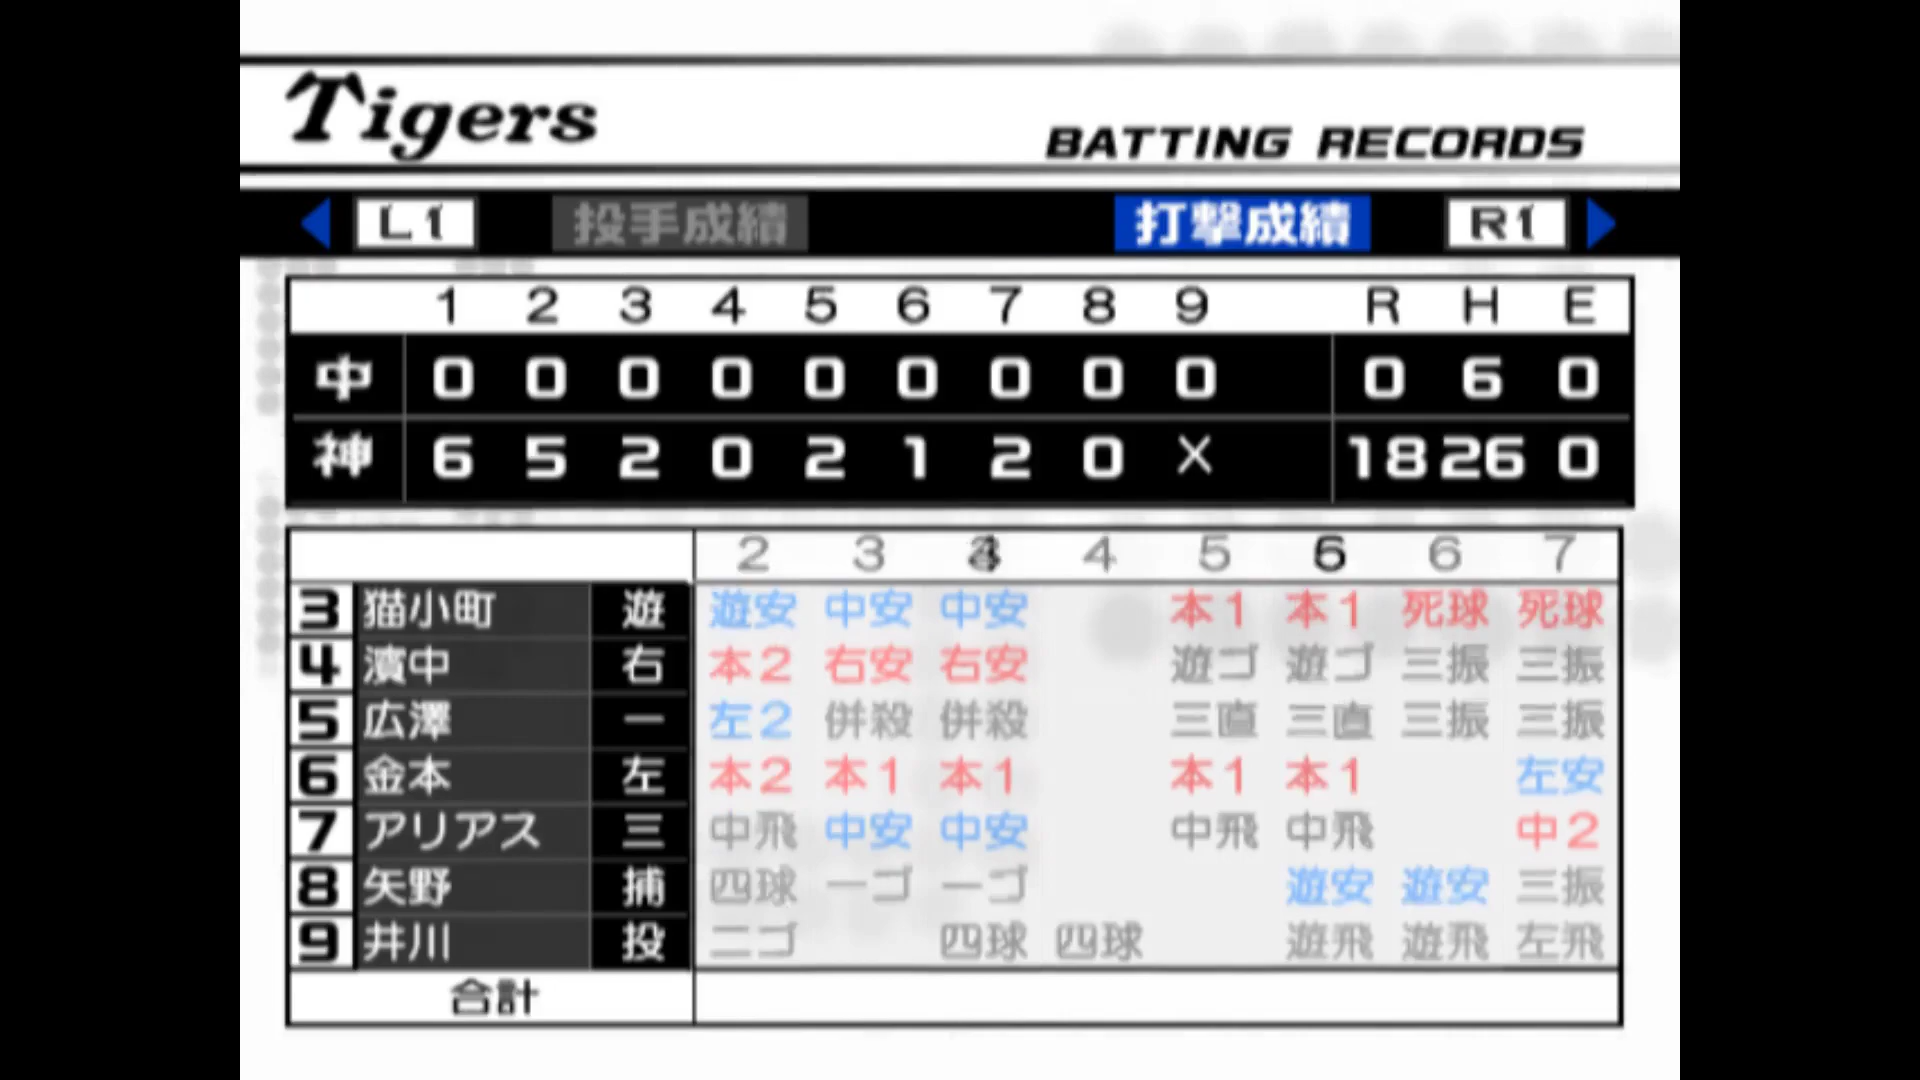 Tigers
BATTING RECORDS
L1 投手成績 打撃成績 R1
1 2 3 4 5 6 7 8 9 R H E
中 0 0 0 0 0 0 0 0 0 0 6 0
神 6 5 2 0 2 1 2 0 X 18 26 0
2 3 4 5 6 6 7
3 猫小町 遊 遊安 中安 中安 本1 本1 死球 死球
4 濱中 右 本2 右安 右安 遊ゴ 遊ゴ 三振 三振
5 広澤 一 左2 併殺 併殺 三直 三直 三振 三振
6 金本 左 本2 本1 本1 本1 本1 左安
7 アリアス 三 中飛 中安 中安 中飛 中飛 中2
8 矢野 捕 四球 一ゴ 一ゴ 遊安 遊安 三振
9 井川 投 二ゴ 四球 四球 遊飛 遊飛 左飛
合計